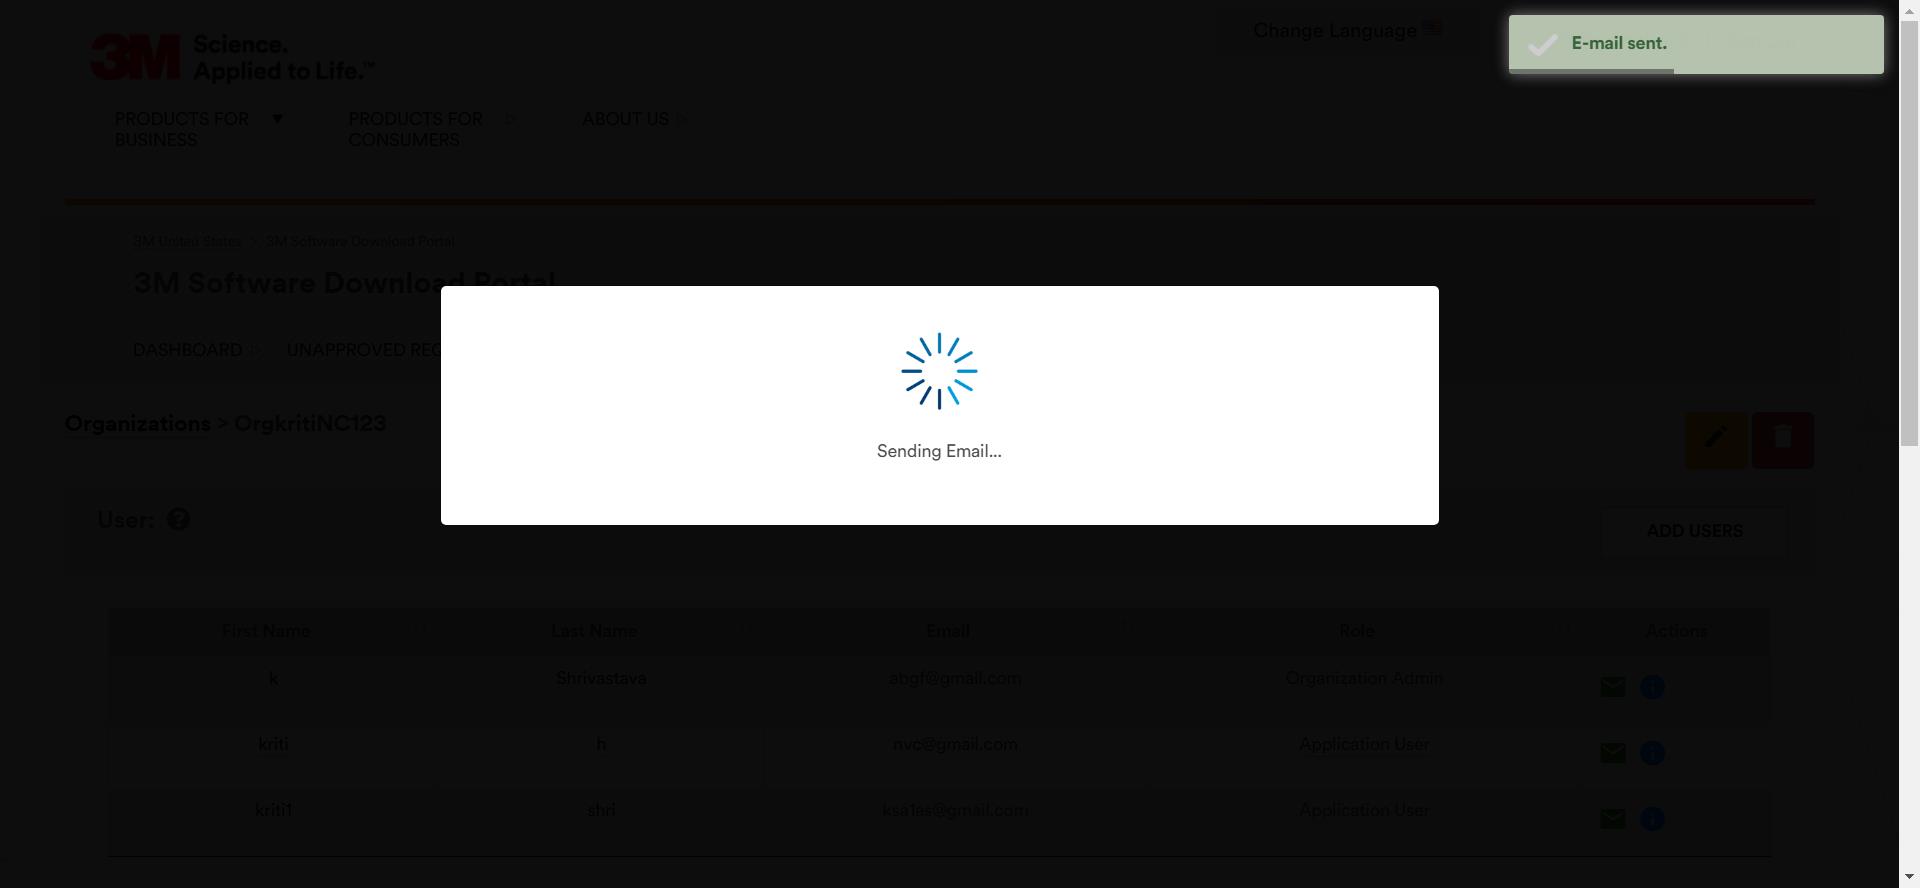 3M Science.
Applied to Life.™
Change Language
E-mail sent.
PRODUCTS FOR
BUSINESS
PRODUCTS FOR
CONSUMERS
ABOUT US
3M United States > 3M Software Download Portal
3M Software Download Portal
DASHBOARD
UNAPPROVED REG
Organizations > OrgkritiNC123
Sending Email...
User:
ADD USERS
First Name Last Name Email Role Actions
k Shrivastava abgf@gmail.com Organization Admin
kriti h nvc@gmail.com Application User
kriti1 shri ksa1as@gmail.com Application User